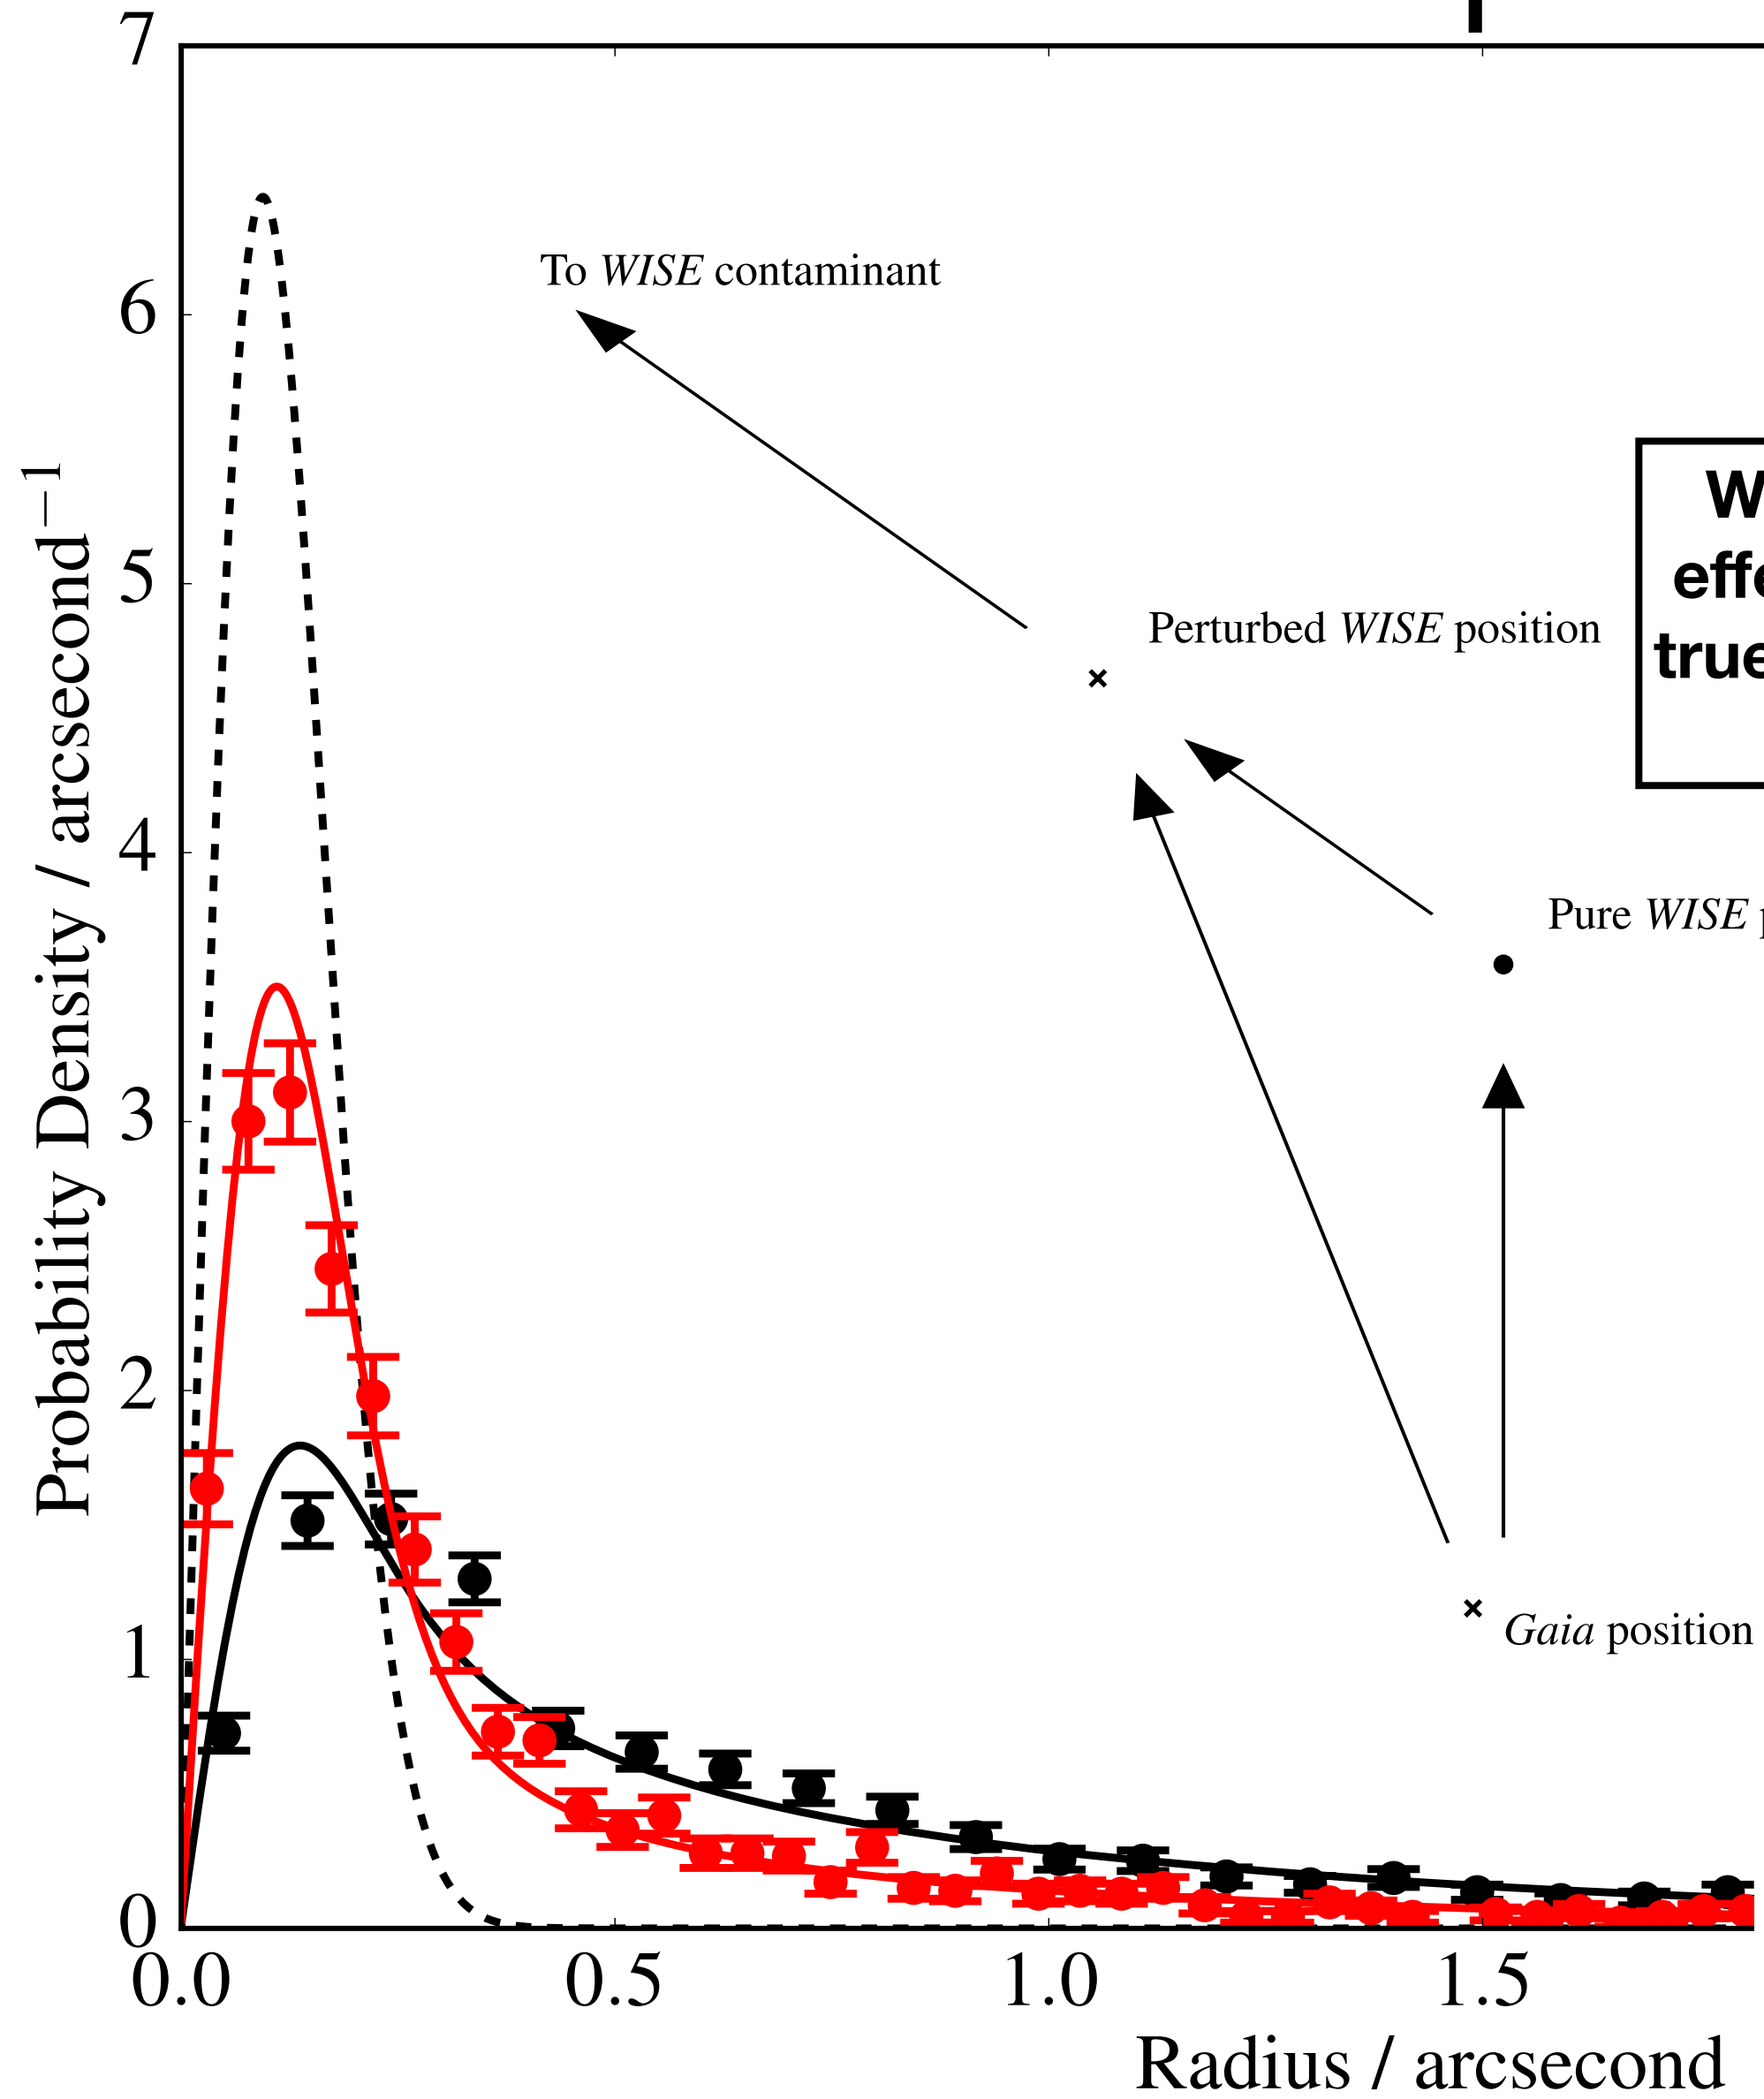 7
6
5
4
3
2
1
0
Probability Density / arcsecond⁻¹
To WISE contaminant
Perturbed WISE position
Pure WISE
Gaia position
true
0.0 0.5 1.0 1.5
Radius / arcsecond